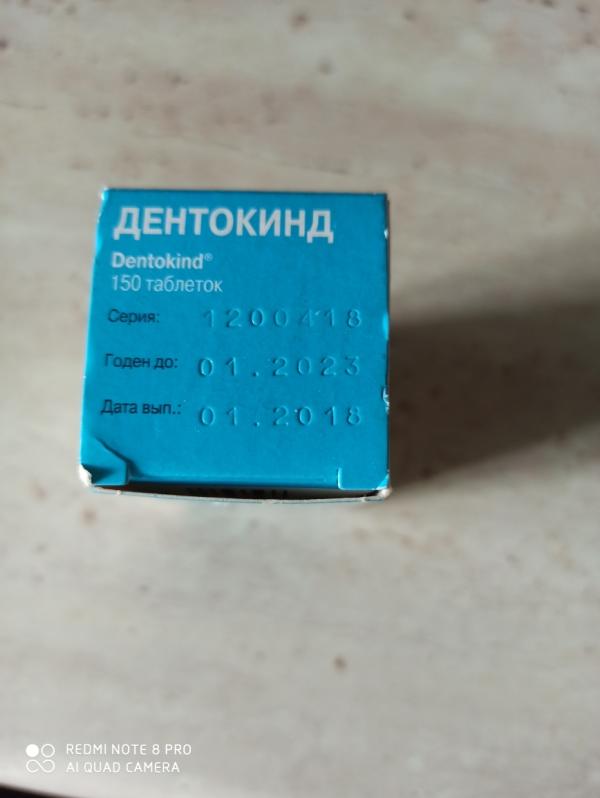 ДЕНТОКИНД
Dentokind®
150 таблеток
Серия: 1200418
Годен до: 01.2023
Дата вып.: 01.2018
REDMI NOTE 8 PRO
AI QUAD CAMERA